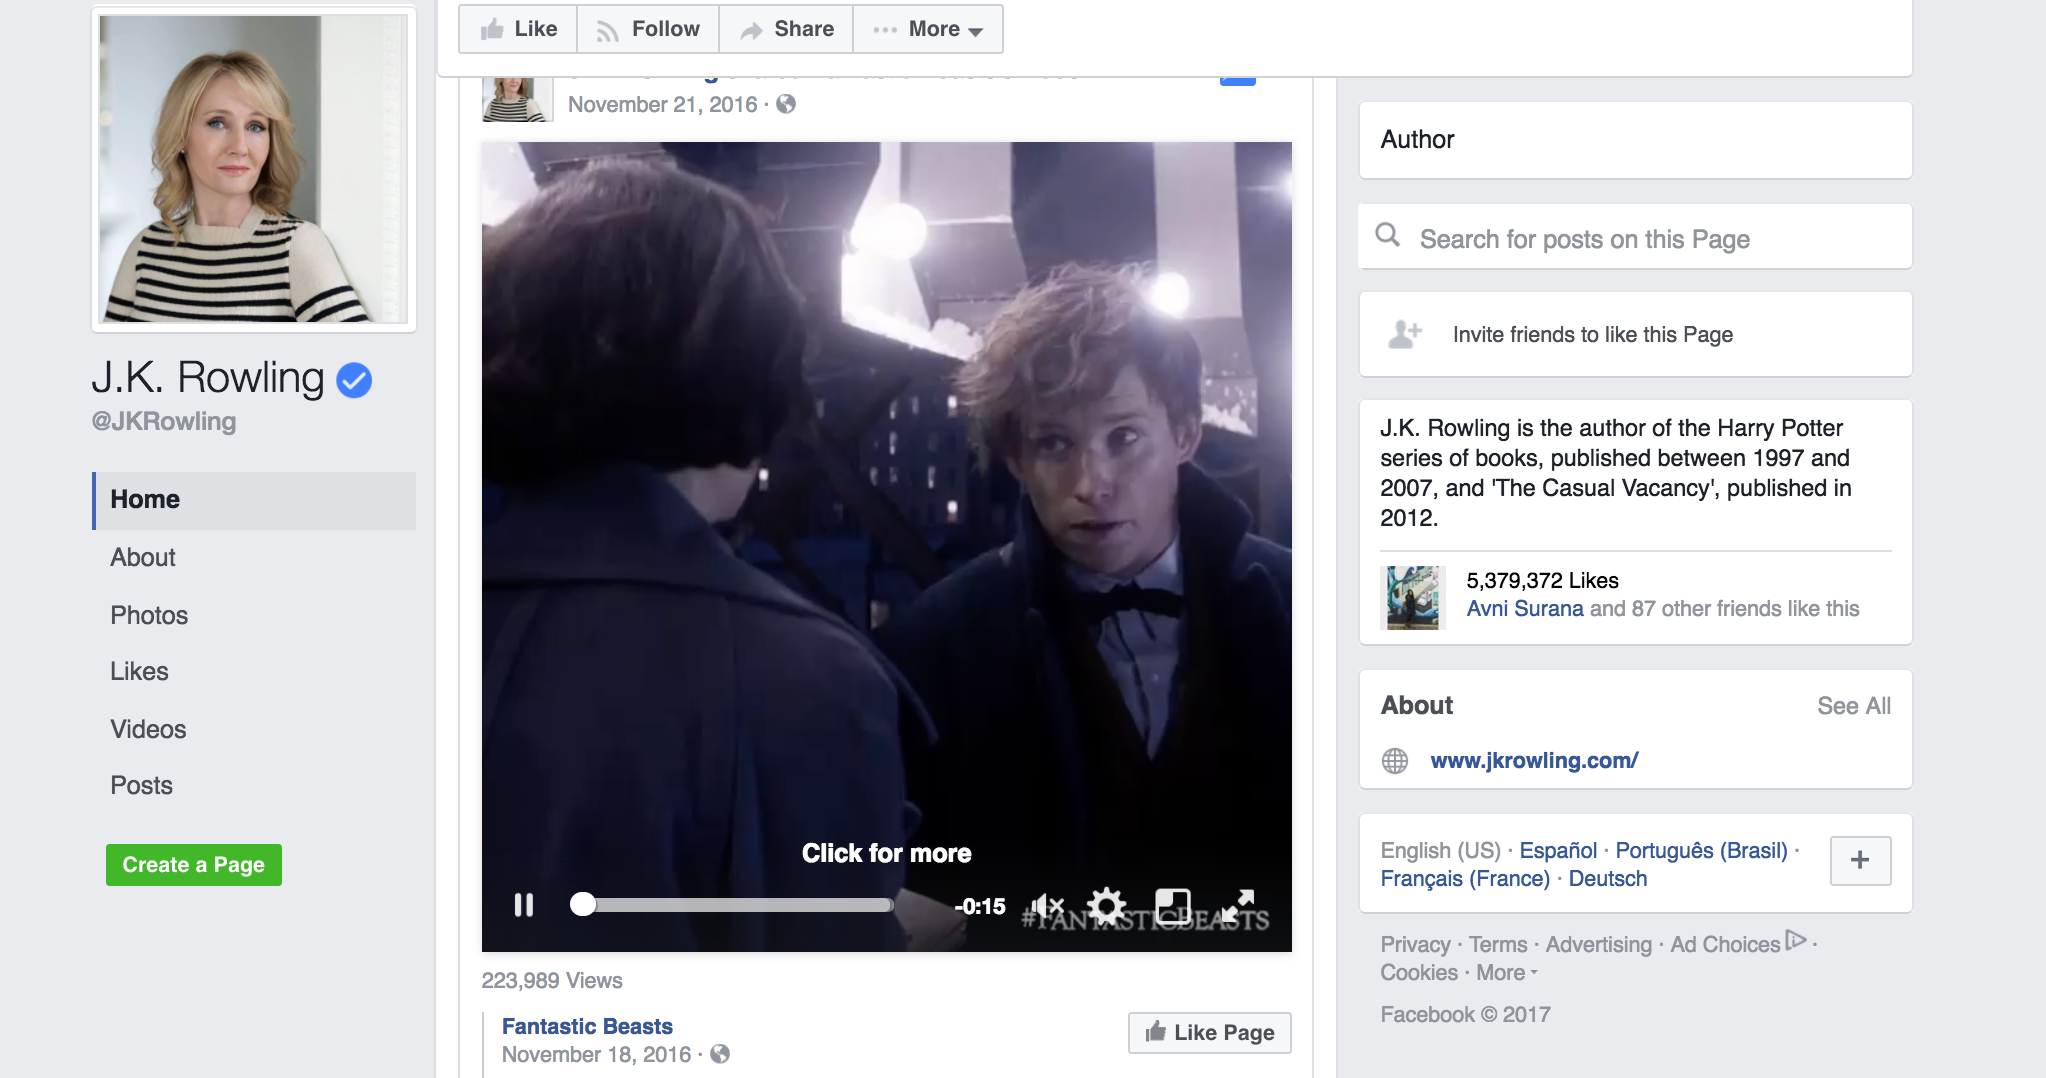 Like
Follow
Share
More
November 21, 2016 ·
J.K. Rowling
@JKRowling
Home
About
Photos
Likes
Videos
Posts
Create a Page
Click for more
-0:15
#FANTASTICBEASTS
223,989 Views
Fantastic Beasts
November 18, 2016 ·
Like Page
Author
Search for posts on this Page
Invite friends to like this Page
J.K. Rowling is the author of the Harry Potter
series of books, published between 1997 and
2007, and 'The Casual Vacancy', published in
2012.
5,379,372 Likes
Avni Surana and 87 other friends like this
About
See All
www.jkrowling.com/
English (US) · Español · Português (Brasil) ·
Français (France) · Deutsch
+
Privacy · Terms · Advertising · Ad Choices ·
Cookies · More
Facebook © 2017